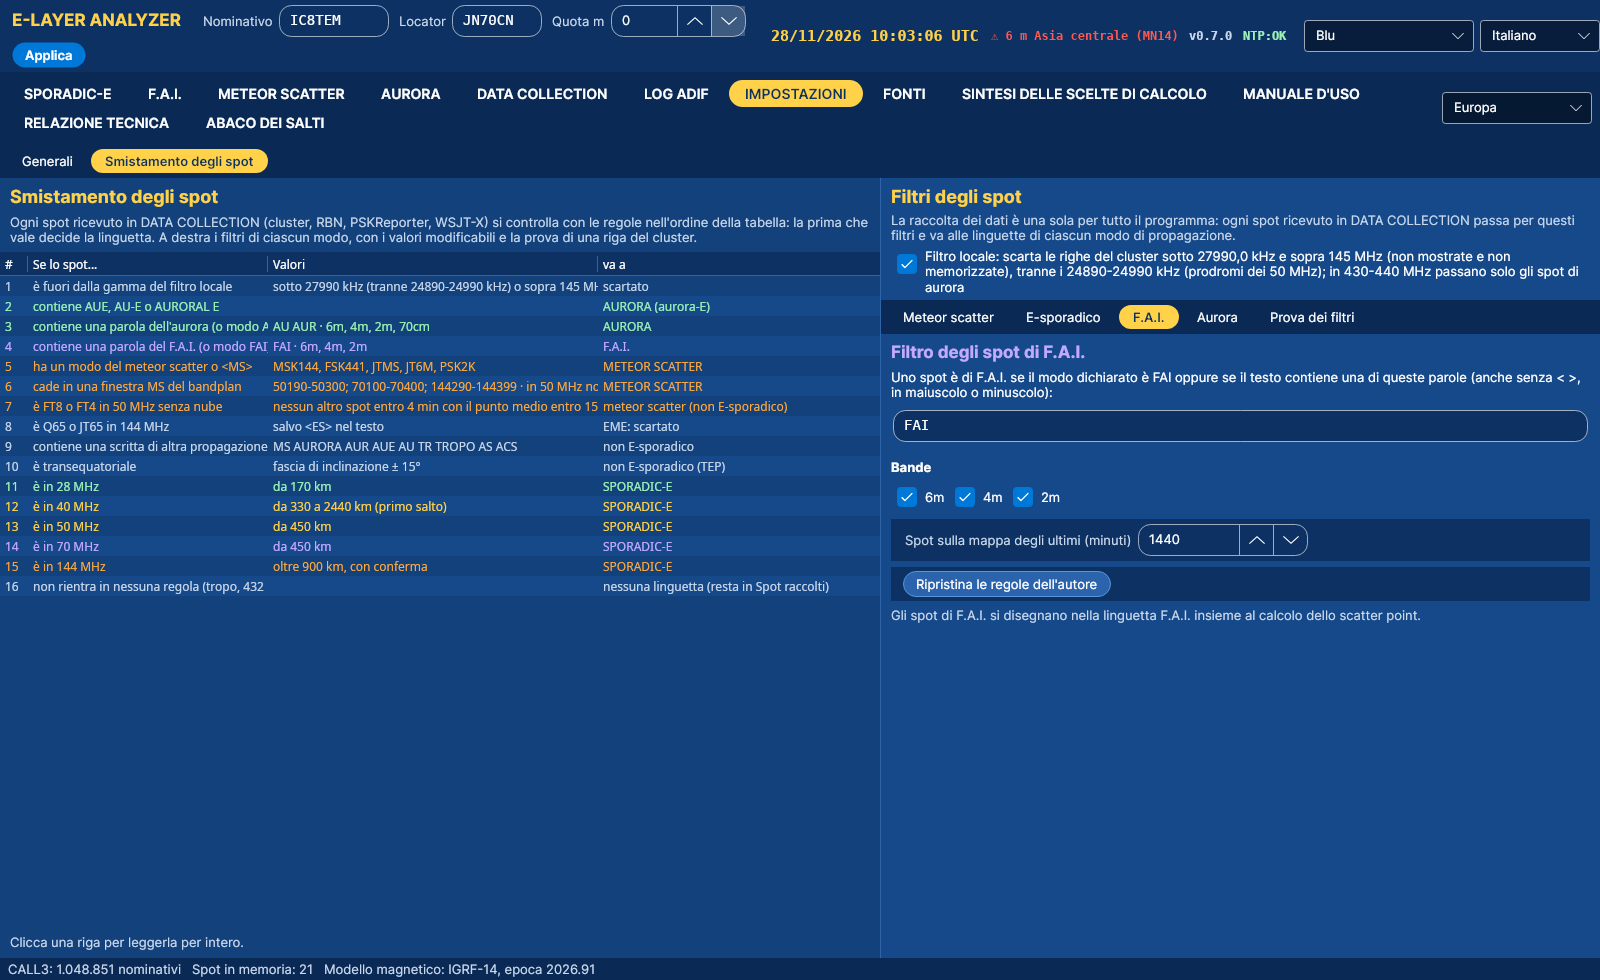 E-LAYER ANALYZER
Nominativo IC8TEM Locator JN70CN Quota m 0
28/11/2026 10:03:06 UTC ⚠ 6 m Asia centrale (MN14) v0.7.0 NTP:OK Blu Italiano
Applica
SPORADIC-E F.A.I. METEOR SCATTER AURORA DATA COLLECTION LOG ADIF IMPOSTAZIONI FONTI SINTESI DELLE SCELTE DI CALCOLO MANUALE D'USO
RELAZIONE TECNICA ABACO DEI SALTI
Europa
Generali Smistamento degli spot
Smistamento degli spot
Ogni spot ricevuto in DATA COLLECTION (cluster, RBN, PSKReporter, WSJT-X) si controlla con le regole nell'ordine della tabella: la prima che
vale decide la linguetta. A destra i filtri di ciascun modo, con i valori modificabili e la prova di una riga del cluster.
# Se lo spot... Valori va a
1 è fuori dalla gamma del filtro locale sotto 27990 kHz (tranne 24890-24990 kHz) o sopra 145 MH scartato
2 contiene AUE, AU-E o AURORAL E AURORA (aurora-E)
3 contiene una parola dell'aurora (o modo A AU AUR · 6m, 4m, 2m, 70cm AURORA
4 contiene una parola del F.A.I. (o modo FAI FAI · 6m, 4m, 2m F.A.I.
5 ha un modo del meteor scatter o <MS> MSK144, FSK441, JTMS, JT6M, PSK2K METEOR SCATTER
6 cade in una finestra MS del bandplan 50190-50300; 70100-70400; 144290-144399 · in 50 MHz nc METEOR SCATTER
7 è FT8 o FT4 in 50 MHz senza nube nessun altro spot entro 4 min con il punto medio entro 15 meteor scatter (non E-sporadico)
8 è Q65 o JT65 in 144 MHz salvo <ES> nel testo EME: scartato
9 contiene una scritta di altra propagazione MS AURORA AUR AUE AU TR TROPO AS ACS non E-sporadico
10 è transequatoriale fascia di inclinazione ± 15° non E-sporadico (TEP)
11 è in 28 MHz da 170 km SPORADIC-E
12 è in 40 MHz da 330 a 2440 km (primo salto) SPORADIC-E
13 è in 50 MHz da 450 km SPORADIC-E
14 è in 70 MHz da 450 km SPORADIC-E
15 è in 144 MHz oltre 900 km, con conferma SPORADIC-E
16 non rientra in nessuna regola (tropo, 432 nessuna linguetta (resta in Spot raccolti)
Clicca una riga per leggerla per intero.
Filtri degli spot
La raccolta dei dati è una sola per tutto il programma: ogni spot ricevuto in DATA COLLECTION passa per questi
filtri e va alle linguette di ciascun modo di propagazione.
Filtro locale: scarta le righe del cluster sotto 27990,0 kHz e sopra 145 MHz (non mostrate e non
memorizzate), tranne i 24890-24990 kHz (prodromi dei 50 MHz); in 430-440 MHz passano solo gli spot di
aurora
Meteor scatter E-sporadico F.A.I. Aurora Prova dei filtri
Filtro degli spot di F.A.I.
Uno spot è di F.A.I. se il modo dichiarato è FAI oppure se il testo contiene una di queste parole (anche senza < >,
in maiuscolo o minuscolo):
FAI
Bande
6m 4m 2m
Spot sulla mappa degli ultimi (minuti) 1440
Ripristina le regole dell'autore
Gli spot di F.A.I. si disegnano nella linguetta F.A.I. insieme al calcolo dello scatter point.
CALL3: 1.048.851 nominativi Spot in memoria: 21 Modello magnetico: IGRF-14, epoca 2026.91